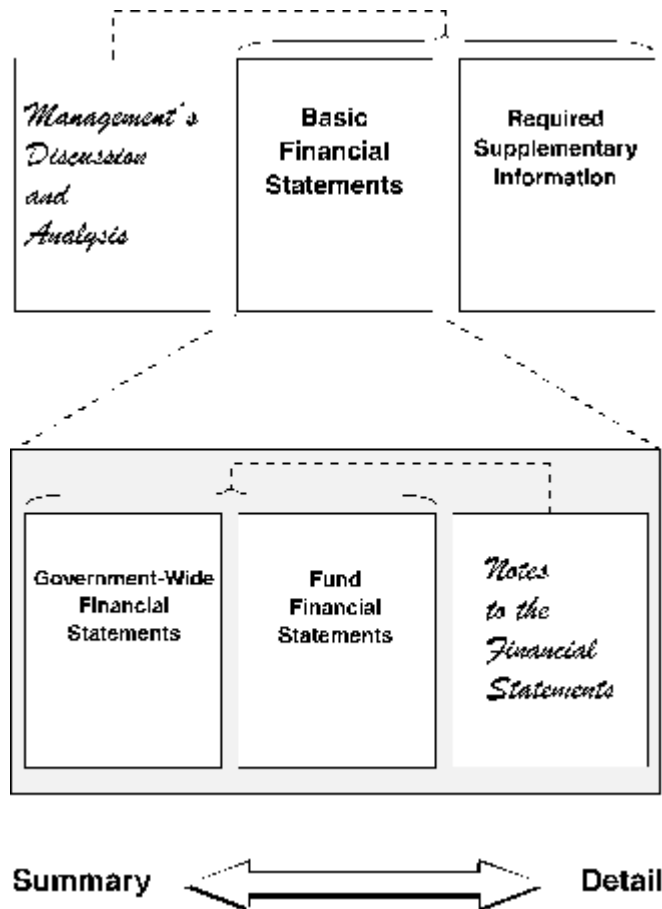 Management's
Discussion
and
Analysis
Basic
Financial
Statements
Required
Supplementary
Information
Government-Wide
Financial
Statements
Fund
Financial
Statements
Notes
to the
Financial
Statements
Summary
Detail